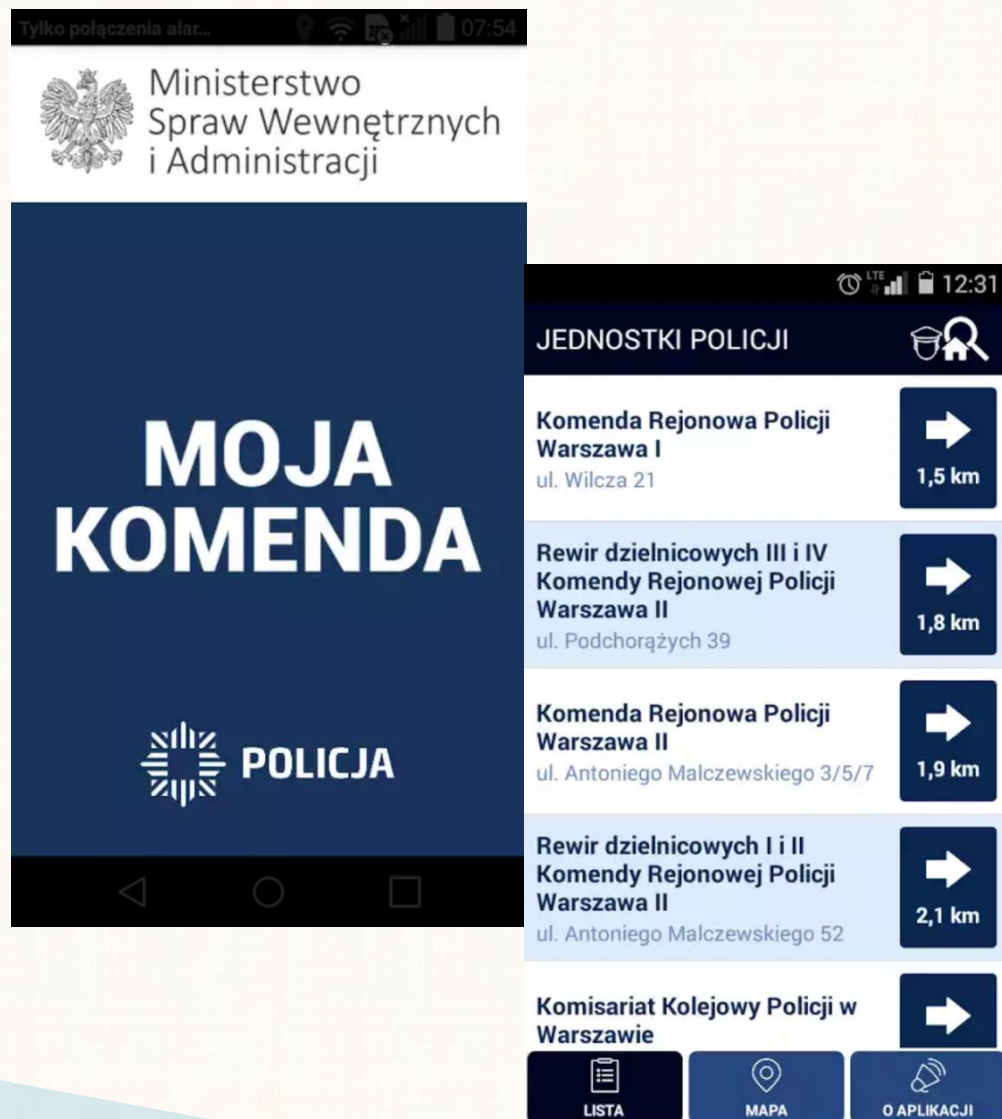 Tylko połączenia alar... 07:54
Ministerstwo
Spraw Wewnętrznych
i Administracji
MOJA
KOMENDA
POLICJA
LTE 12:31
JEDNOSTKI POLICJI
Komenda Rejonowa Policji
Warszawa I
ul. Wilcza 21
1,5 km
Rewir dzielnicowych III i IV
Komendy Rejonowej Policji
Warszawa II
ul. Podchorążych 39
1,8 km
Komenda Rejonowa Policji
Warszawa II
ul. Antoniego Malczewskiego 3/5/7
1,9 km
Rewir dzielnicowych I i II
Komendy Rejonowej Policji
Warszawa II
ul. Antoniego Malczewskiego 52
2,1 km
Komisariat Kolejowy Policji w
Warszawie
LISTA
MAPA
O APLIKACJI